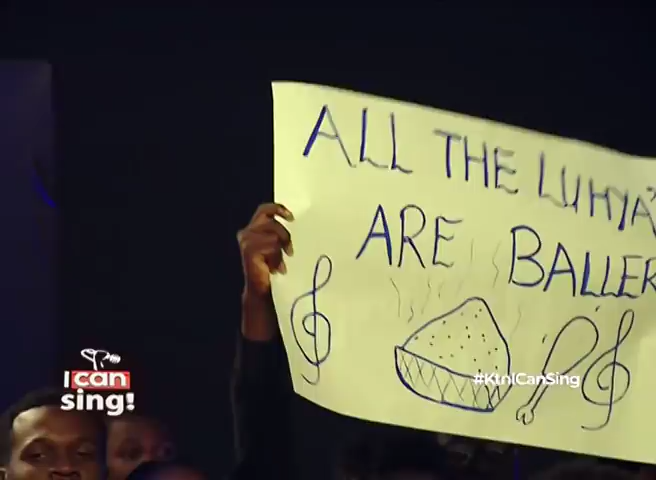 ALL THE LUHYA'
ARE BALLER
#KtnICanSing
I can
sing!